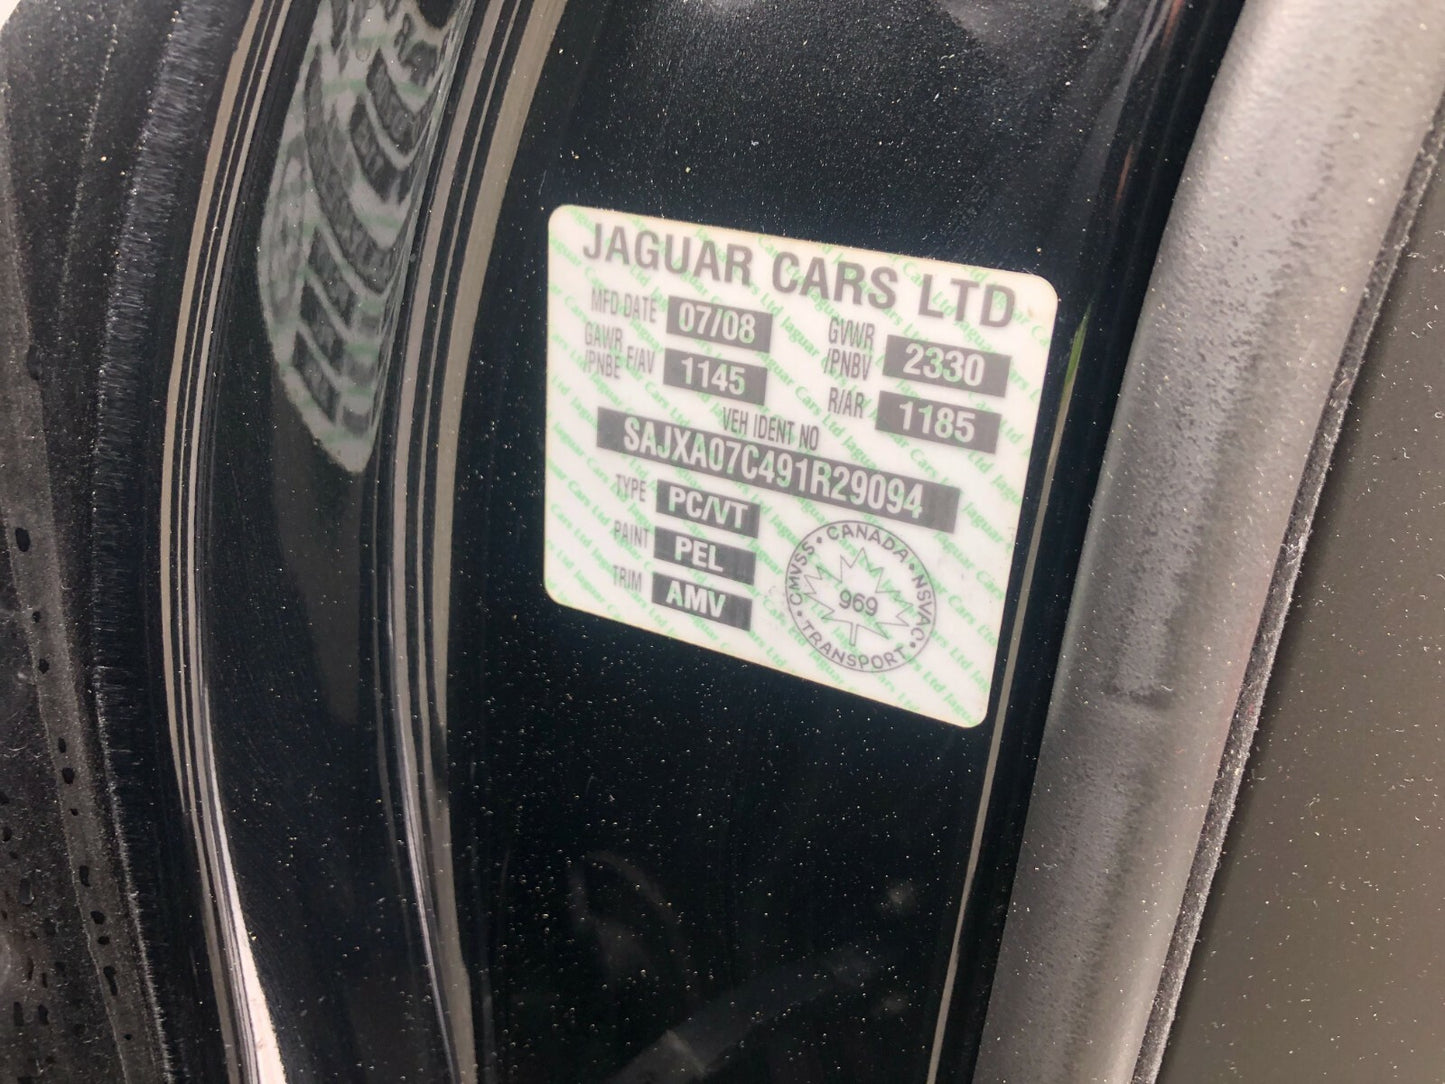 JAGUAR CARS LTD
MFD DATE 07/08 GVWR /PNBV 2330
GAWR /PNBE F/AV 1145 R/AR 1185
VEH IDENT NO
SAJXA07C491R29094
TYPE PC/VT
PAINT PEL
TRIM AMV
CANADA • NSVAC • TRANSPORT • CMVSS •
969